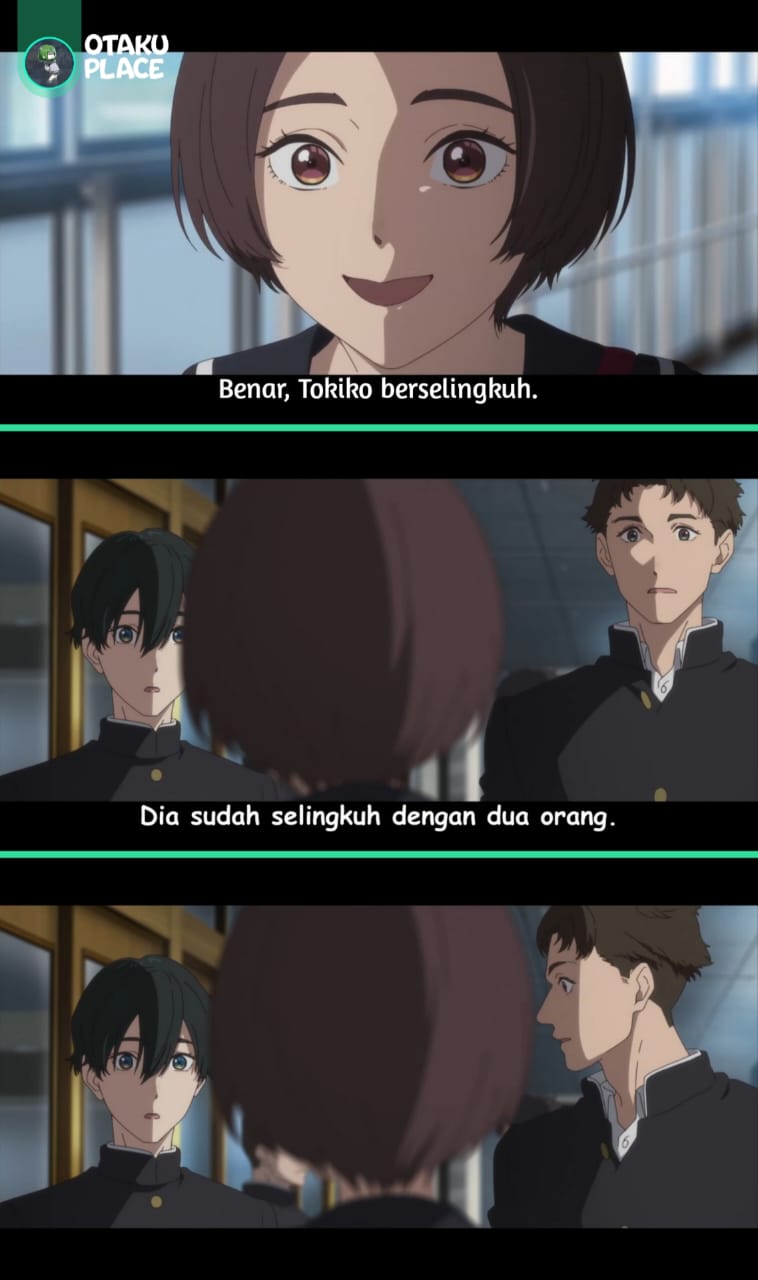 OTAKU
PLACE
Benar, Tokiko berselingkuh.
Dia sudah selingkuh dengan dua orang.